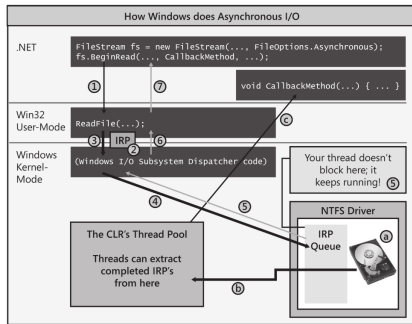 How Windows does Asynchronous I/O
.NET
FileStream fs = new FileStream(..., FileOptions.Asynchronous);
fs.BeginRead(..., CallbackMethod, ...);
1
7
void CallbackMethod(...) { ... }
c
Win32
User-Mode
ReadFile(...);
3
IRP
2
6
Windows
Kernel-
Mode
(Windows I/O Subsystem Dispatcher code)
Your thread doesn't
block here; it
keeps running! 5
4
5
NTFS Driver
The CLR's Thread Pool
Threads can extract
completed IRP's
from here
IRP
Queue
a
b